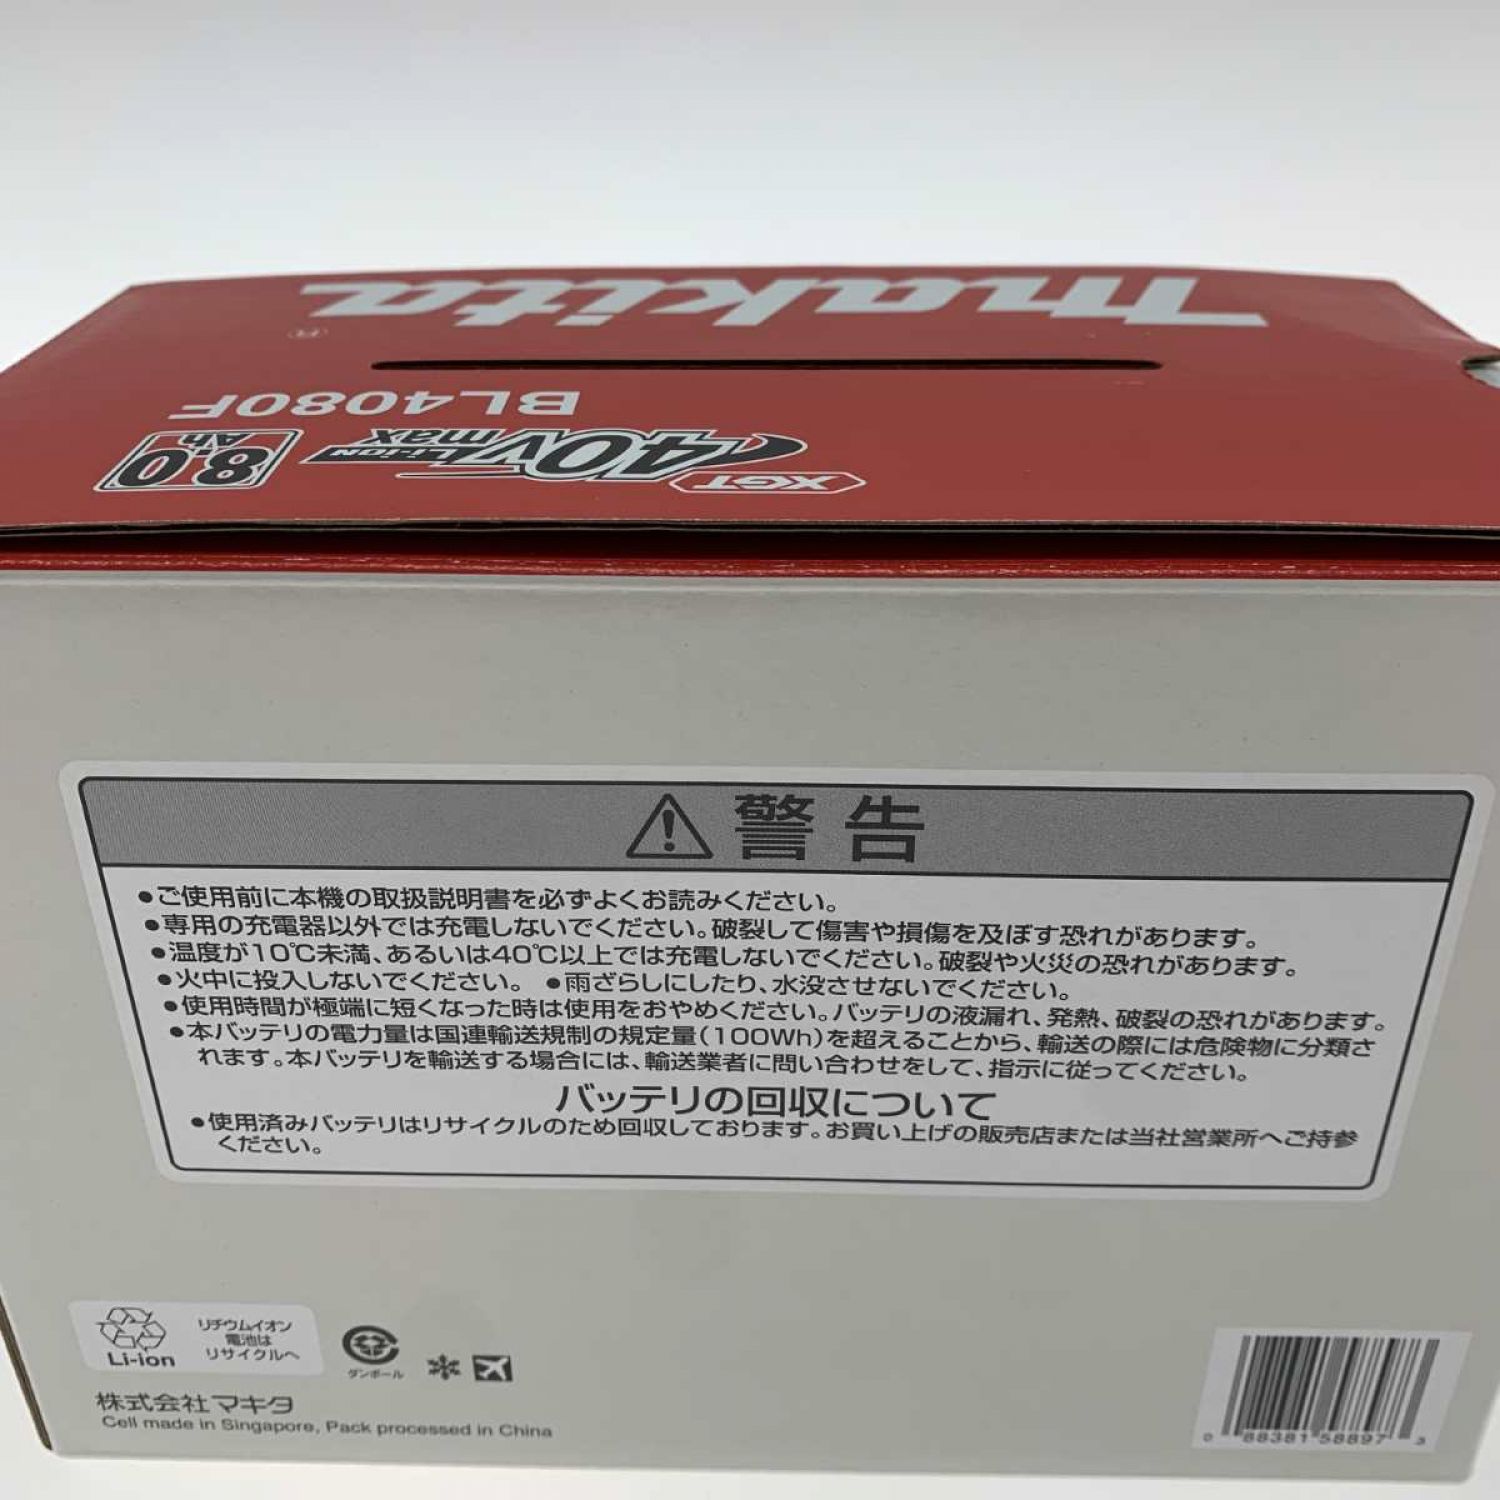 makita®
BL4080F
XGT 40Vmax Li-ion 8.0Ah
警告
●ご使用前に本機の取扱説明書を必ずよくお読みください。
●専用の充電器以外では充電しないでください。破裂して傷害や損傷を及ぼす恐れがあります。
●温度が10℃未満、あるいは40℃以上では充電しないでください。破裂や火災の恐れがあります。
●火中に投入しないでください。 ●雨ざらしにしたり、水没させないでください。
●使用時間が極端に短くなった時は使用をおやめください。バッテリの液漏れ、発熱、破裂の恐れがあります。
●本バッテリの電力量は国連輸送規制の規定量(100Wh)を超えることから、輸送の際には危険物に分類さ
れます。本バッテリを輸送する場合には、輸送業者に問い合わせをして、指示に従ってください。
バッテリの回収について
●使用済みバッテリはリサイクルのため回収しております。お買い上げの販売店または当社営業所へご持参
ください。
リチウムイオン
電池は
リサイクルへ
Li-ion
ダンボール
株式会社マキタ
Cell made in Singapore, Pack processed in China
0 88381 58897 3